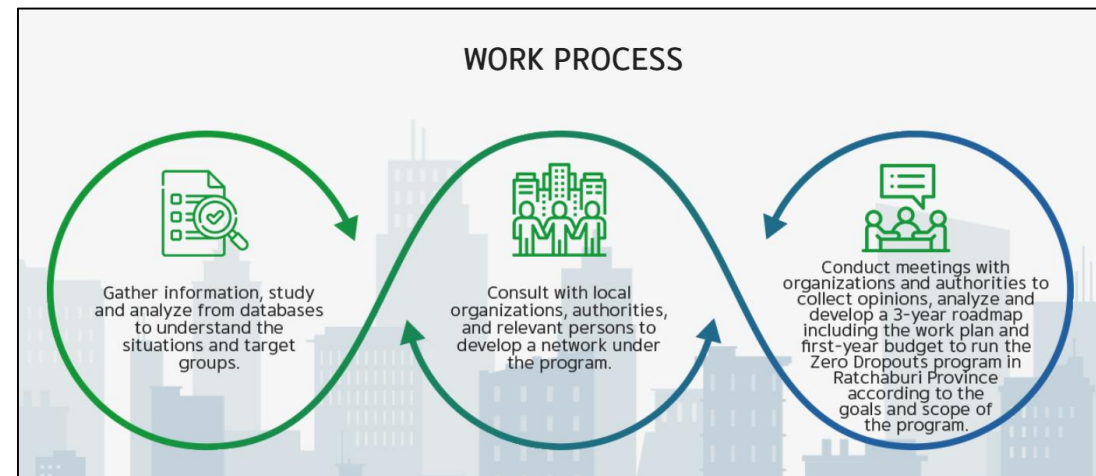 WORK PROCESS
Gather information, study
and analyze from databases
to understand the
situations and target
groups.
Consult with local
organizations, authorities,
and relevant persons to
develop a network under
the program.
Conduct meetings with
organizations and authorities to
collect opinions, analyze and
develop a 3-year roadmap
including the work plan and
first-year budget to run the
Zero Dropouts program in
Ratchaburi Province
according to the
goals and scope of
the program.